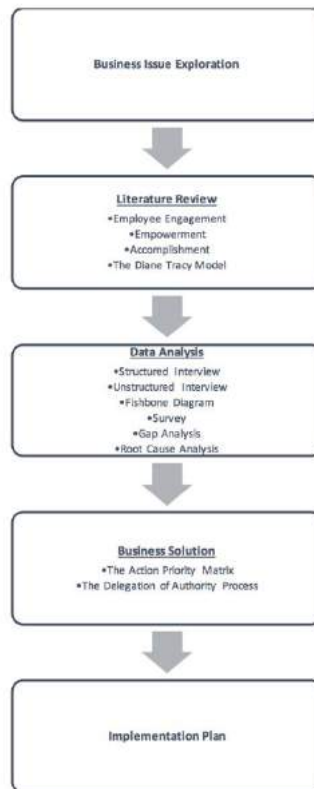 Business Issue Exploration
Literature Review
•Employee Engagement
•Empowerment
•Accomplishment
•The Diane Tracy Model
Data Analysis
•Structured Interview
•Unstructured Interview
•Fishbone Diagram
•Survey
•Gap Analysis
•Root Cause Analysis
Business Solution
•The Action Priority Matrix
•The Delegation of Authority Process
Implementation Plan